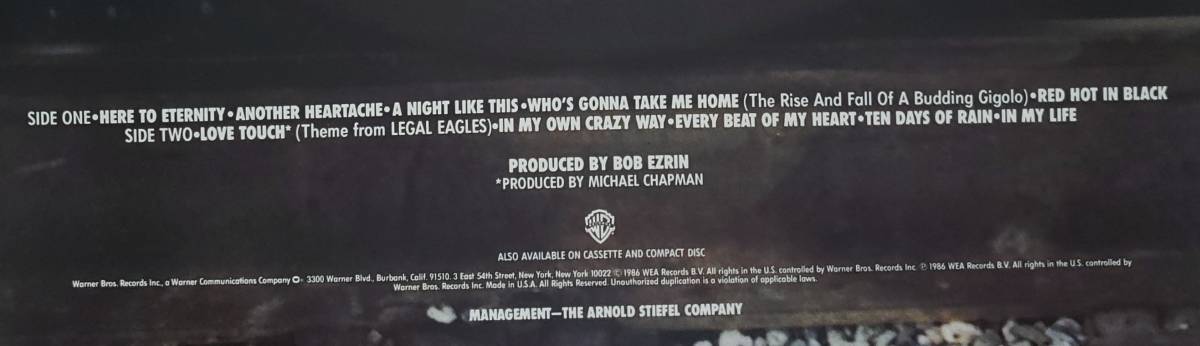 SIDE ONE•HERE TO ETERNITY•ANOTHER HEARTACHE•A NIGHT LIKE THIS•WHO'S GONNA TAKE ME HOME (The Rise And Fall Of A Budding Gigolo)•RED HOT IN BLACK
SIDE TWO•LOVE TOUCH* (Theme from LEGAL EAGLES)•IN MY OWN CRAZY WAY•EVERY BEAT OF MY HEART•TEN DAYS OF RAIN•IN MY LIFE
PRODUCED BY BOB EZRIN
*PRODUCED BY MICHAEL CHAPMAN
ALSO AVAILABLE ON CASSETTE AND COMPACT DISC
Warner Bros. Records Inc., a Warner Communications Company • 3300 Warner Blvd., Burbank, Calif. 91510. 3 East 54th Street, New York, New York 10022 © 1986 WEA Records B.V. All rights in the U.S. controlled by Warner Bros. Records Inc. ℗ 1986 WEA Records B.V. All rights in the U.S. controlled by
Warner Bros. Records Inc. Made in U.S.A. All Rights Reserved. Unauthorized duplication is a violation of applicable laws.
MANAGEMENT—THE ARNOLD STIEFEL COMPANY